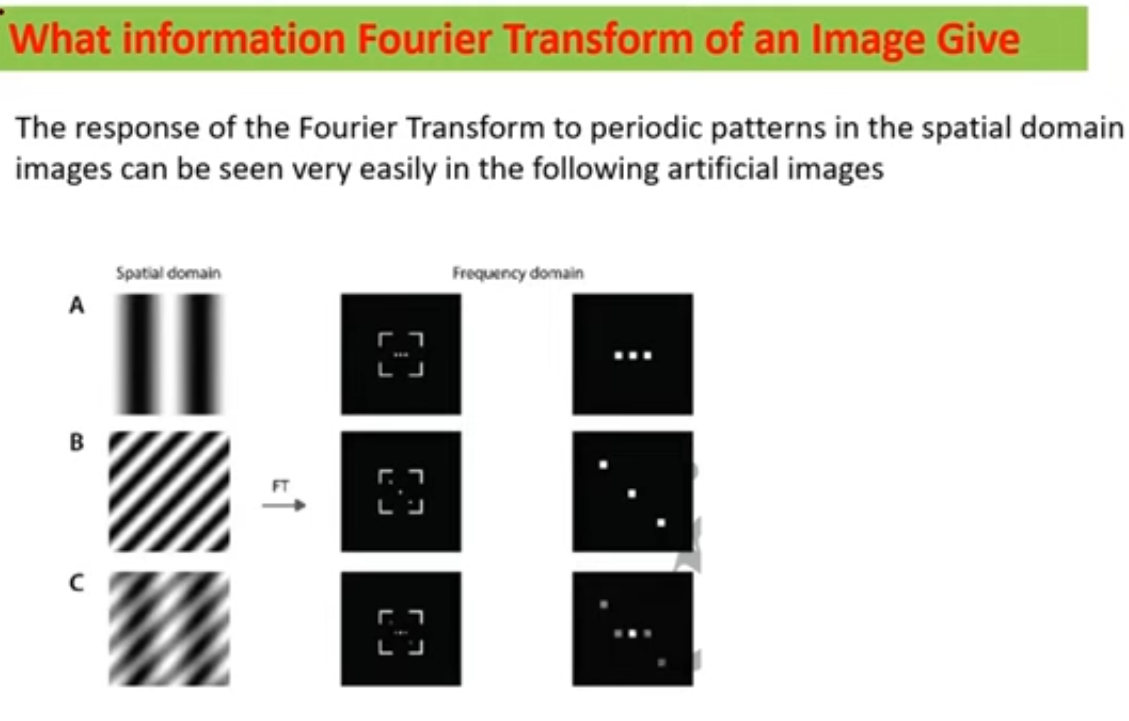 What information Fourier Transform of an Image Give
The response of the Fourier Transform to periodic patterns in the spatial domain
images can be seen very easily in the following artificial images
Spatial domain
Frequency domain
A
B
FT
C